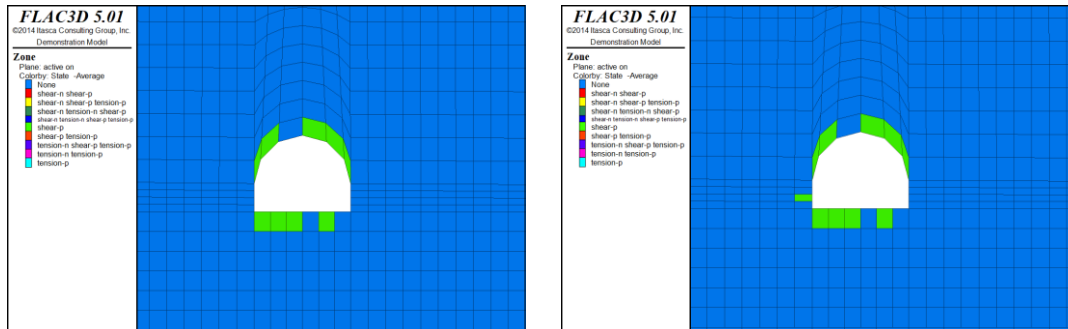 FLAC3D 5.01
©2014 Itasca Consulting Group, Inc.
Demonstration Model
Zone
Plane: active on
Colorby: State -Average
None
shear-n shear-p
shear-n shear-p tension-p
shear-n tension-n shear-p
shear-n tension-n shear-p tension-p
shear-p
shear-p tension-p
tension-n shear-p tension-p
tension-n tension-p
tension-p
FLAC3D 5.01
©2014 Itasca Consulting Group, Inc.
Demonstration Model
Zone
Plane: active on
Colorby: State -Average
None
shear-n shear-p
shear-n shear-p tension-p
shear-n tension-n shear-p
shear-n tension-n shear-p tension-p
shear-p
shear-p tension-p
tension-n shear-p tension-p
tension-n tension-p
tension-p